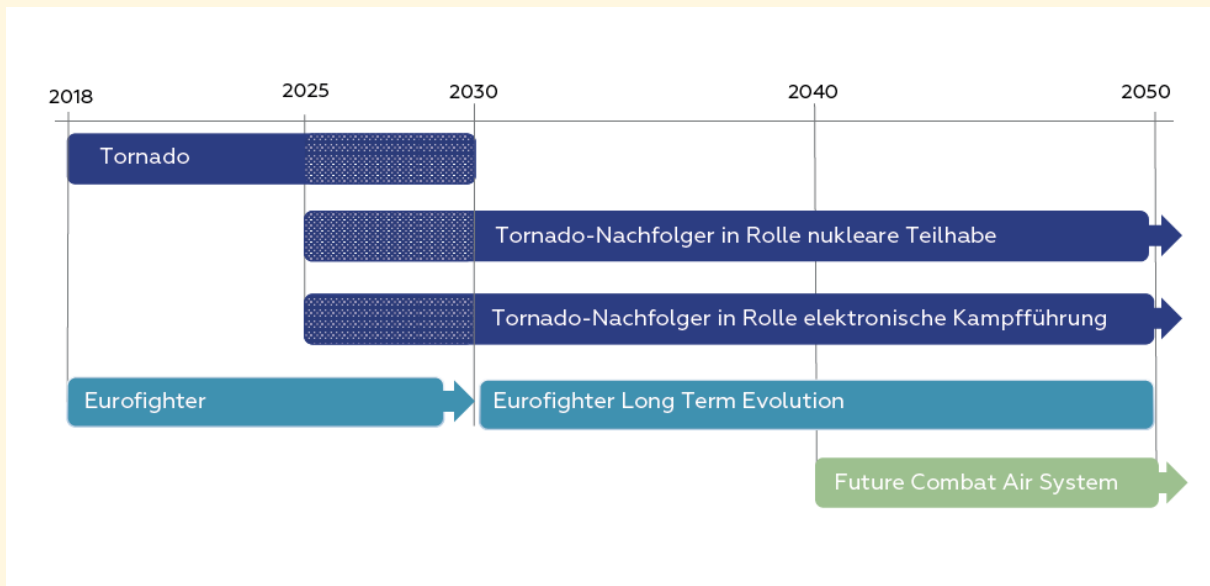 2018
2025
2030
2040
2050
Tornado
Tornado-Nachfolger in Rolle nukleare Teilhabe
Tornado-Nachfolger in Rolle elektronische Kampfführung
Eurofighter
Eurofighter Long Term Evolution
Future Combat Air System